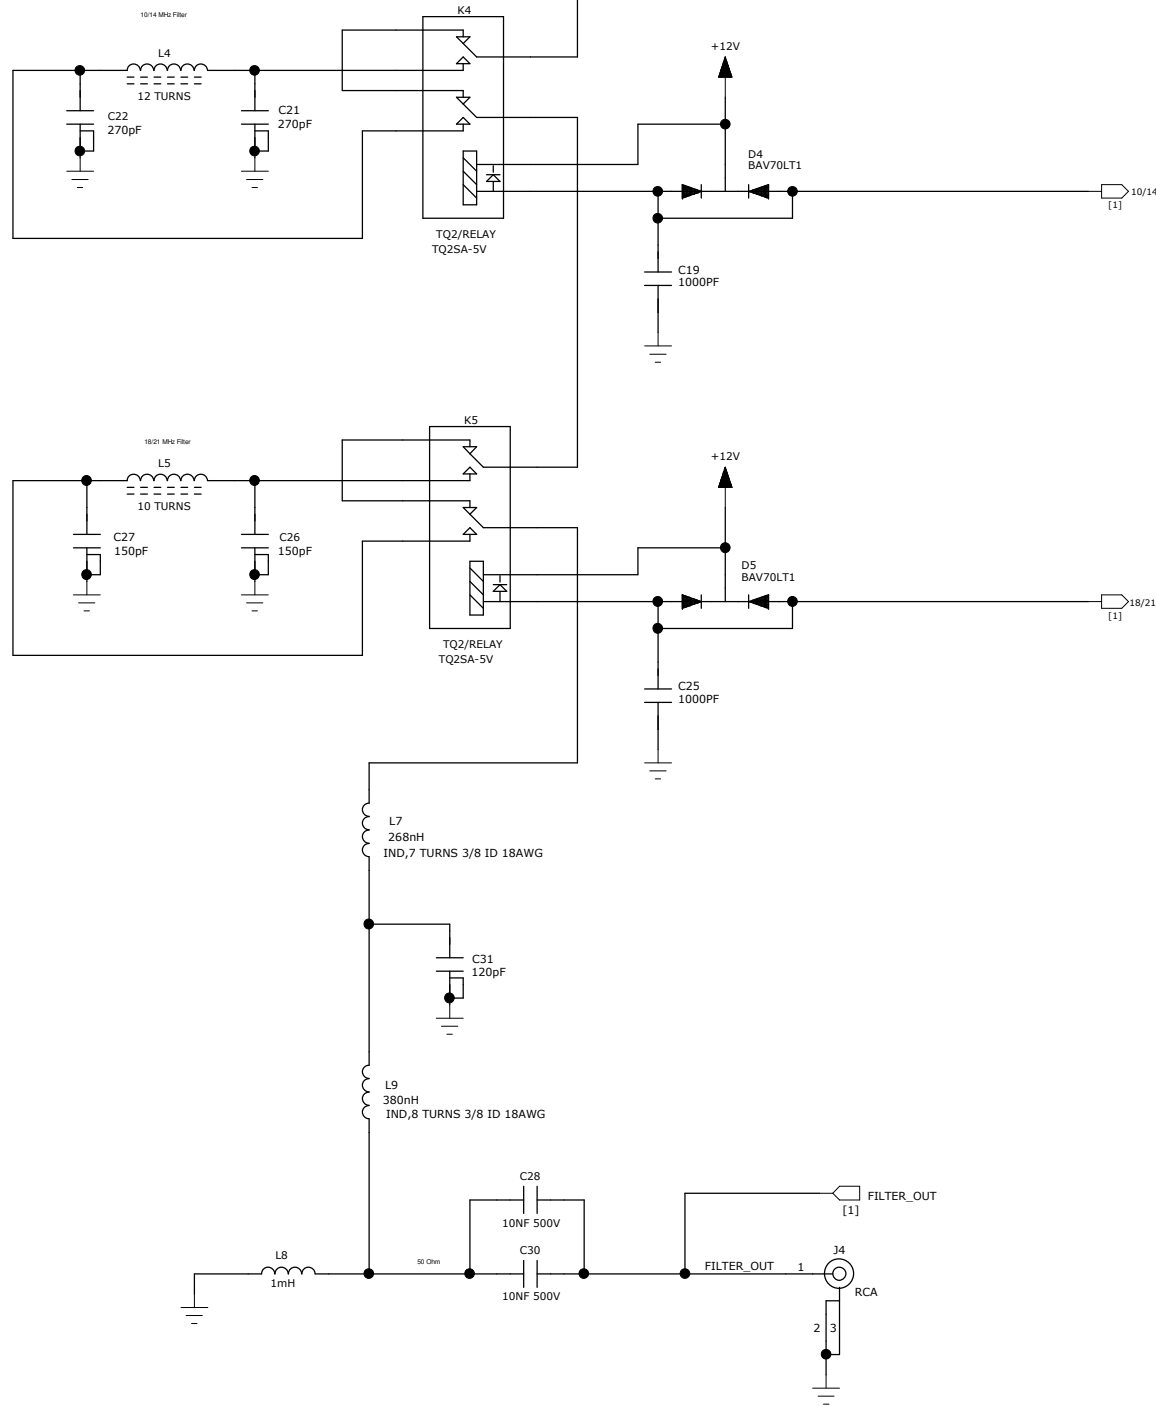 10/14 MHz Filter
K4
L4
12 TURNS
C22
270pF
C21
270pF
+12V
D4
BAV70LT1
10/14
[1]
TQ2/RELAY
TQ2SA-5V
C19
1000PF
18/21 MHz Filter
K5
L5
10 TURNS
C27
150pF
C26
150pF
+12V
D5
BAV70LT1
18/21
[1]
TQ2/RELAY
TQ2SA-5V
C25
1000PF
L7
268nH
IND,7 TURNS 3/8 ID 18AWG
C31
120pF
L9
380nH
IND,8 TURNS 3/8 ID 18AWG
C28
10NF 500V
FILTER_OUT
[1]
L8
1mH
50 Ohm
C30
10NF 500V
FILTER_OUT
1
J4
RCA
2 3